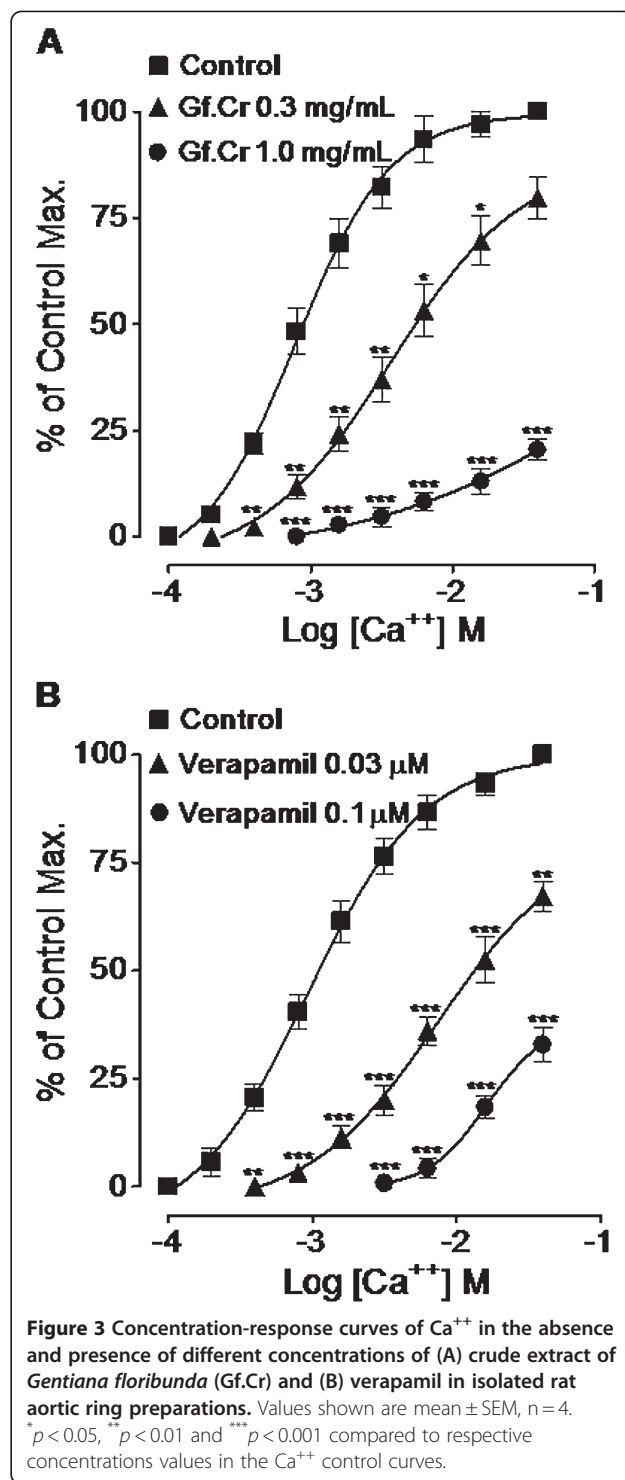 A
Control
Gf.Cr 0.3 mg/mL
Gf.Cr 1.0 mg/mL
100
75
50
25
0
% of Control Max.
*
*
**
**
**
**
***
***
***
***
***
***
-4 -3 -2 -1
Log [Ca++] M
B
Control
Verapamil 0.03 µM
Verapamil 0.1 µM
100
75
50
25
0
% of Control Max.
**
***
***
***
***
***
**
***
***
***
***
-4 -3 -2 -1
Log [Ca++] M
Figure 3 Concentration-response curves of Ca++ in the absence
and presence of different concentrations of (A) crude extract of
Gentiana floribunda (Gf.Cr) and (B) verapamil in isolated rat
aortic ring preparations. Values shown are mean ± SEM, n = 4.
*p < 0.05, **p < 0.01 and ***p < 0.001 compared to respective
concentrations values in the Ca++ control curves.